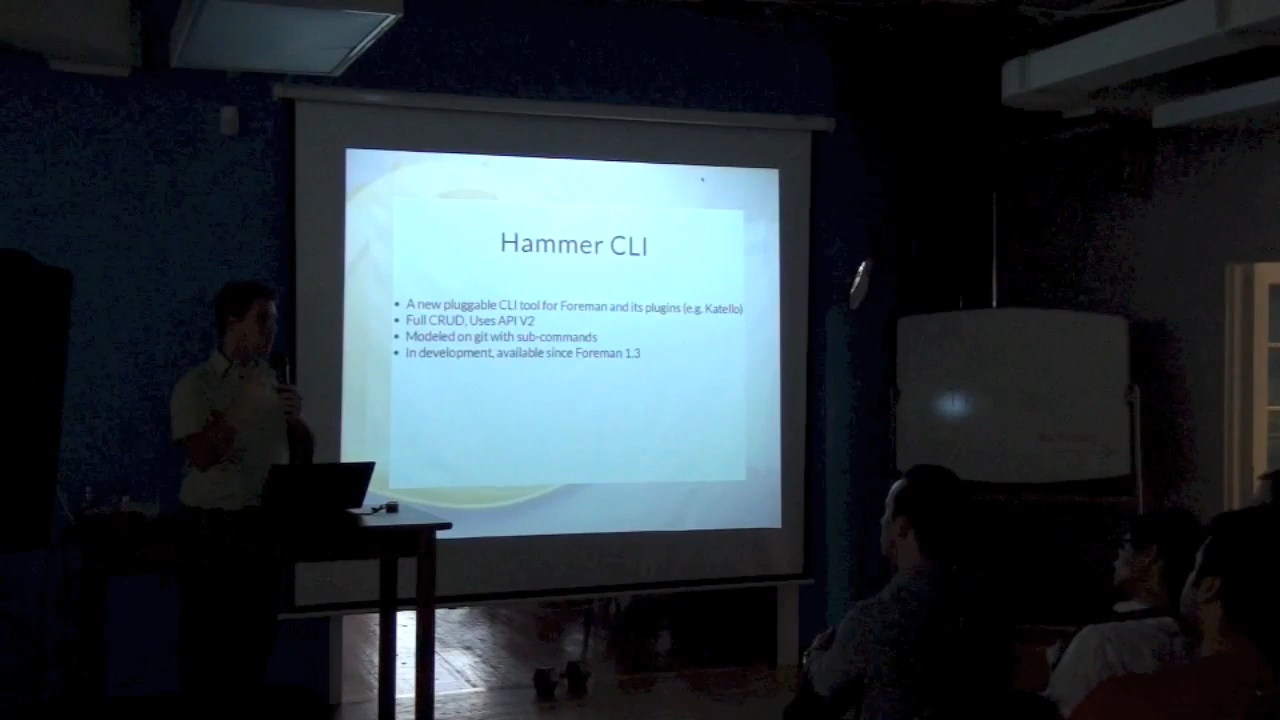 Hammer CLI
• A new pluggable CLI tool for Foreman and its plugins (e.g. Katello)
• Full CRUD, Uses API V2
• Modeled on git with sub-commands
• In development, available since Foreman 1.3